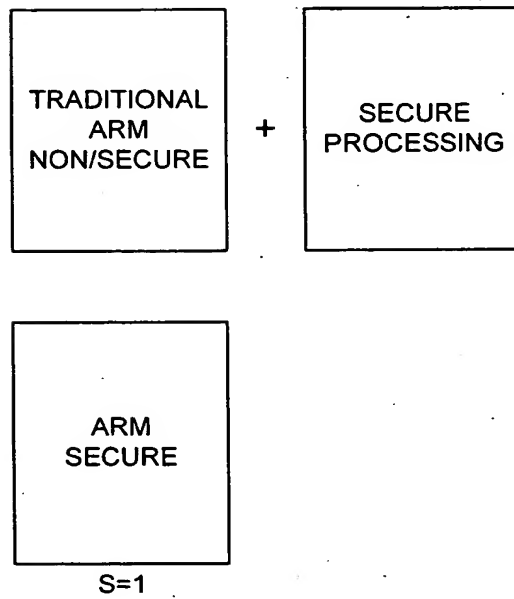 TRADITIONAL
ARM
NON/SECURE
+
SECURE
PROCESSING
ARM
SECURE
S=1